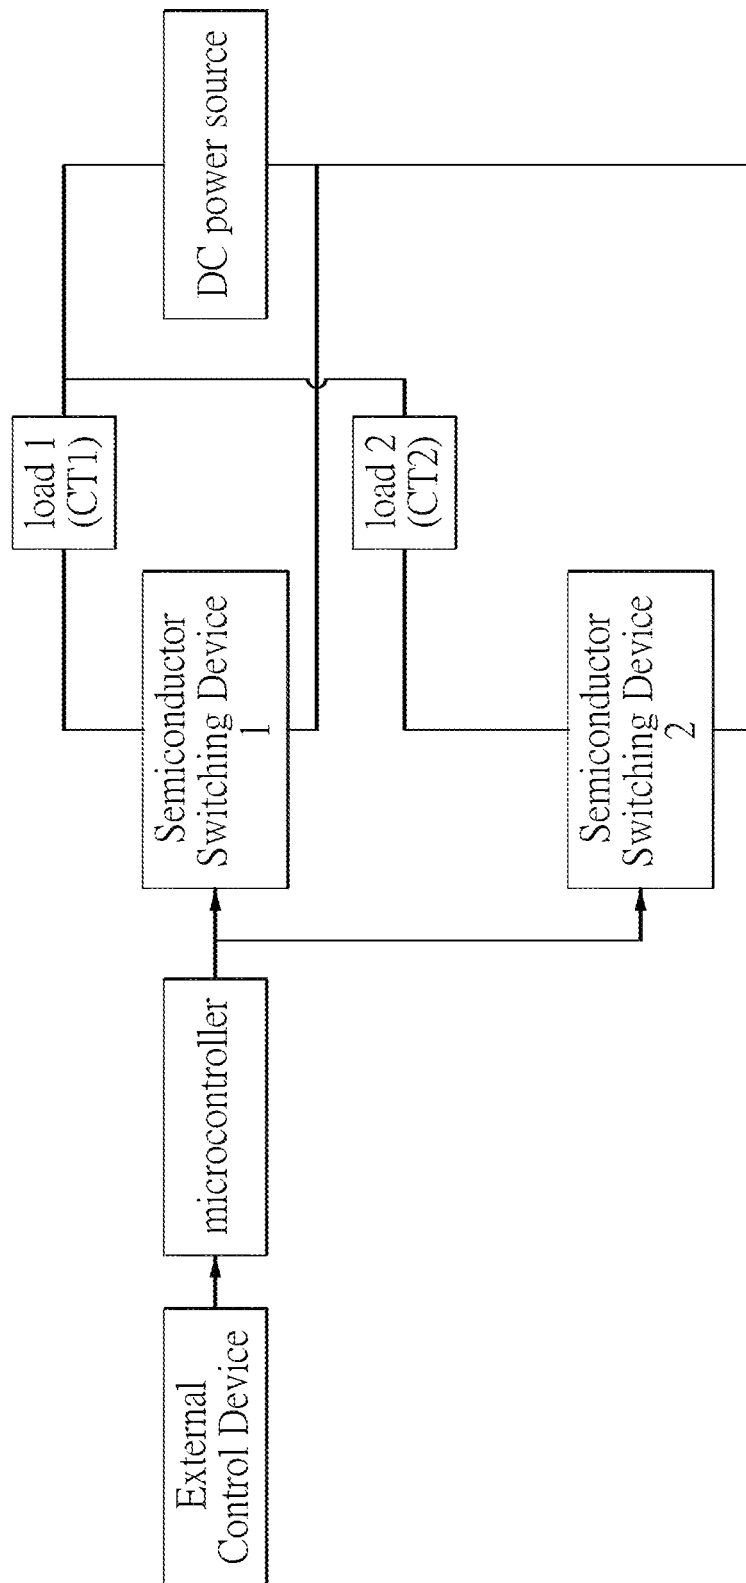 External
Control Device
microcontroller
Semiconductor
Switching Device
1
load 1
(CT1)
DC power source
load 2
(CT2)
Semiconductor
Switching Device
2